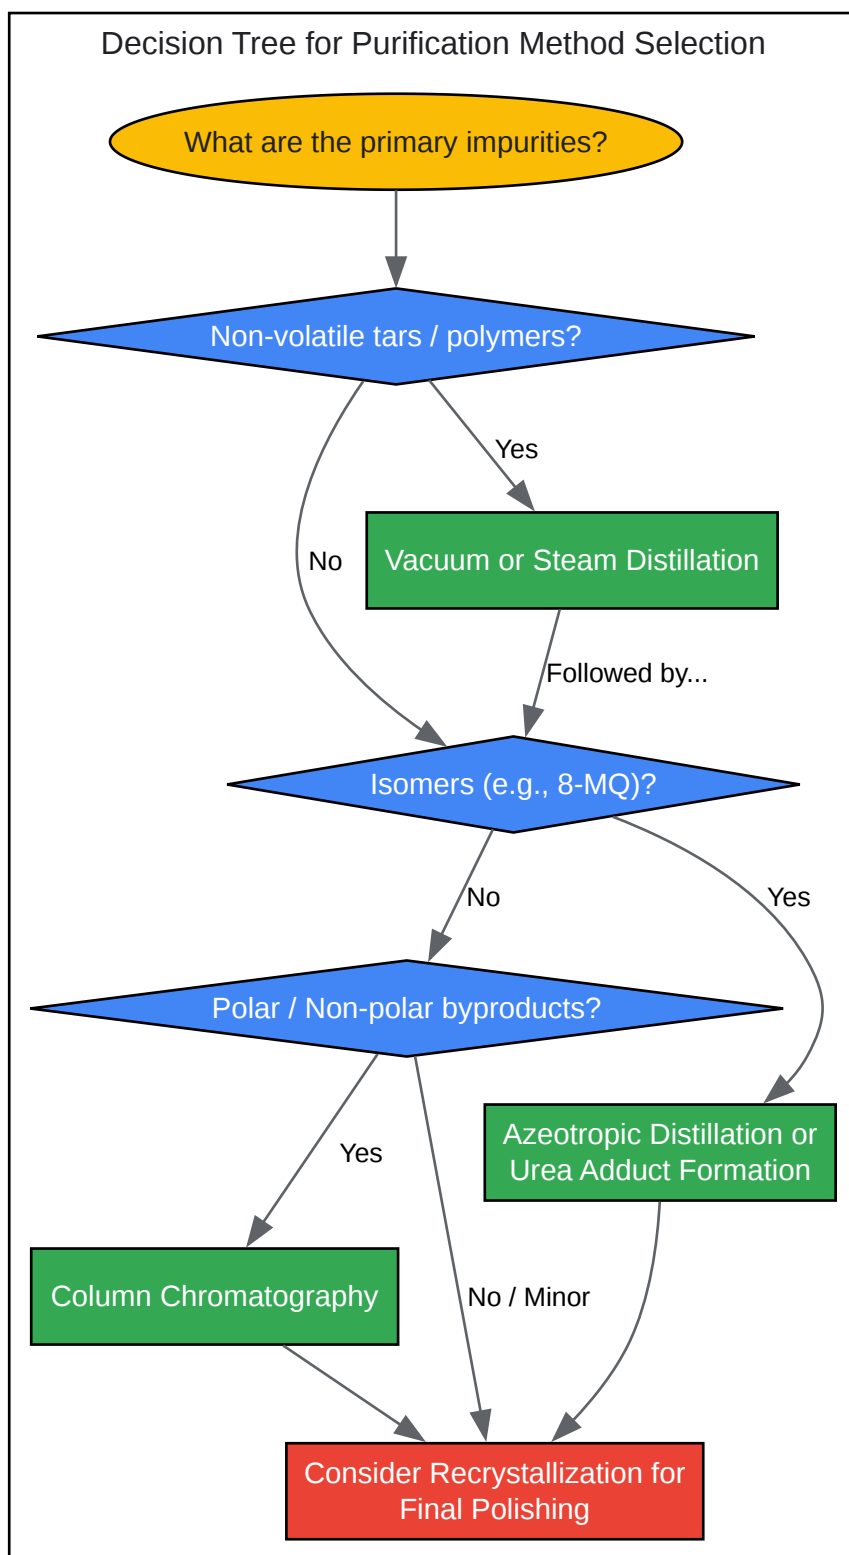 Decision Tree for Purification Method Selection
What are the primary impurities?
Non-volatile tars / polymers?
Yes
Vacuum or Steam Distillation
No
Followed by...
Isomers (e.g., 8-MQ)?
No
Yes
Polar / Non-polar byproducts?
Azeotropic Distillation or
Urea Adduct Formation
Yes
Column Chromatography
No / Minor
Consider Recrystallization for
Final Polishing